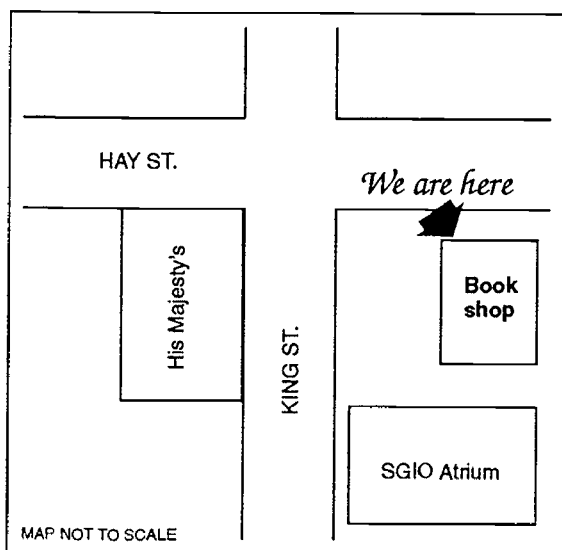 HAY ST.
We are here
His Majesty's
KING ST.
Book
shop
SGIO Atrium
MAP NOT TO SCALE